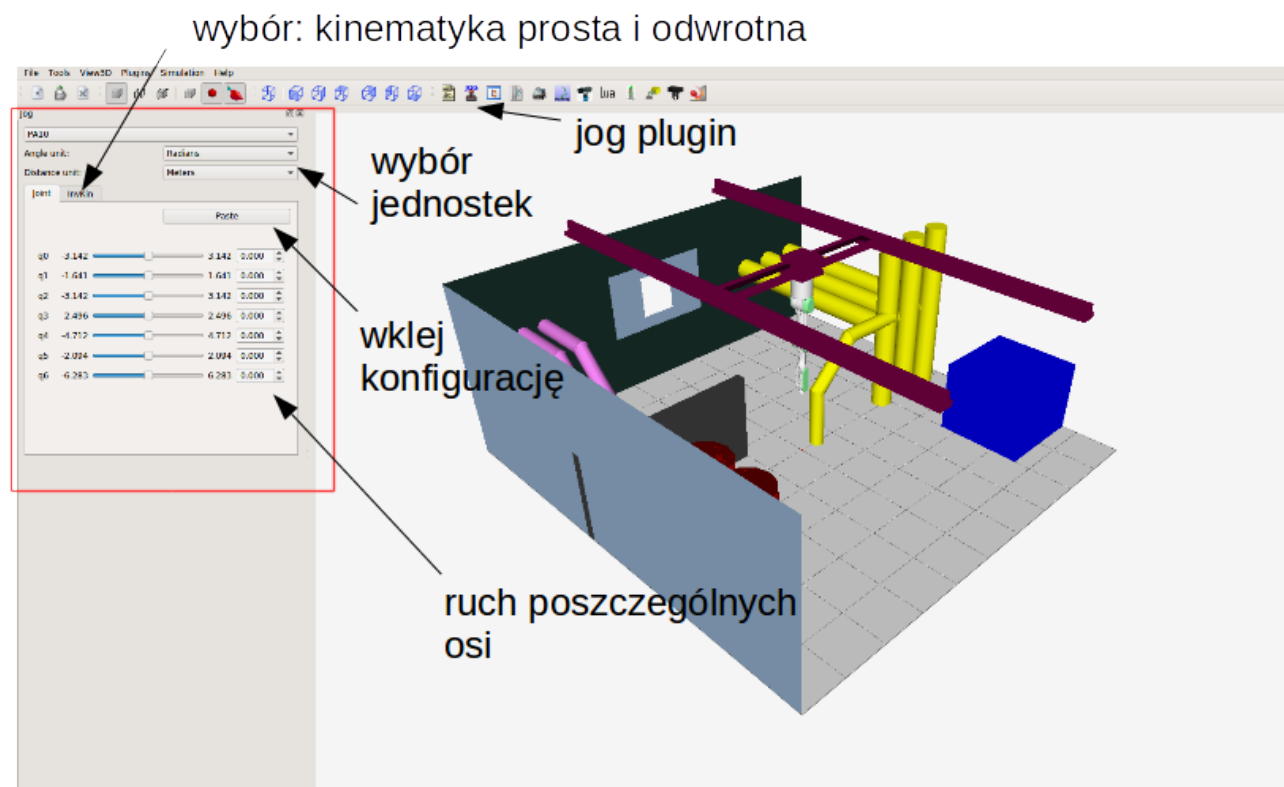 wybór: kinematyka prosta i odwrotna
File Tools View3D Plugins Simulation Help
lua
Jog
PA10
Angle unit: Radians
Distance unit: Meters
Joint InvKin
Paste
q0 -3.142 3.142 0.000
q1 -1.641 1.641 0.000
q2 -3.142 3.142 0.000
q3 2.496 2.496 0.000
q4 -4.712 4.712 0.000
q5 -2.094 2.094 0.000
q6 -6.283 6.283 0.000
jog plugin
wybór
jednostek
wklej
konfigurację
ruch poszczególnych
osi